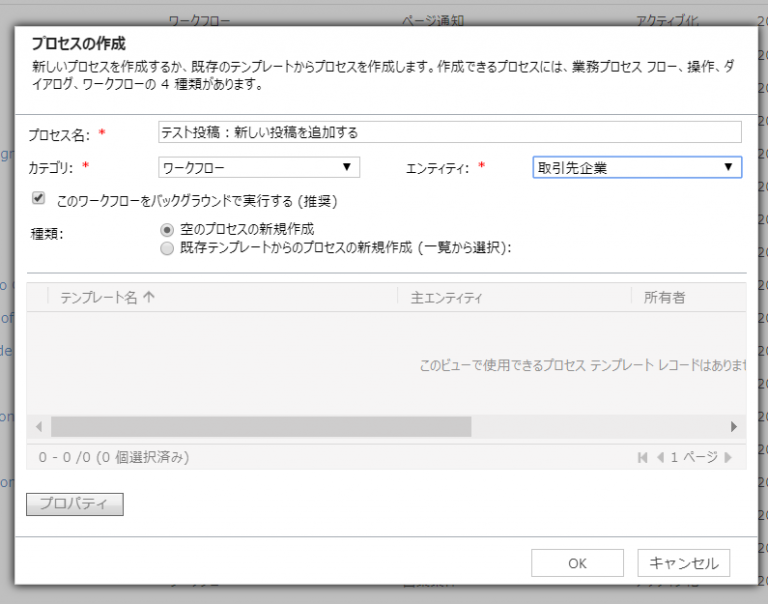 ワークフロー ページ通知 アクティブ化
プロセスの作成
新しいプロセスを作成するか、既存のテンプレートからプロセスを作成します。作成できるプロセスには、業務プロセス フロー、操作、ダ
イアログ、ワークフローの 4 種類があります。
プロセス名: * テスト投稿 : 新しい投稿を追加する
カテゴリ: * ワークフロー エンティティ: * 取引先企業
このワークフローをバックグラウンドで実行する (推奨)
種類: 空のプロセスの新規作成
既存テンプレートからのプロセスの新規作成 (一覧から選択):
テンプレート名 主エンティティ 所有者
このビューで使用できるプロセス テンプレート レコードはありませ
0 - 0 /0 (0 個選択済み) 1 ページ
プロパティ
OK キャンセル